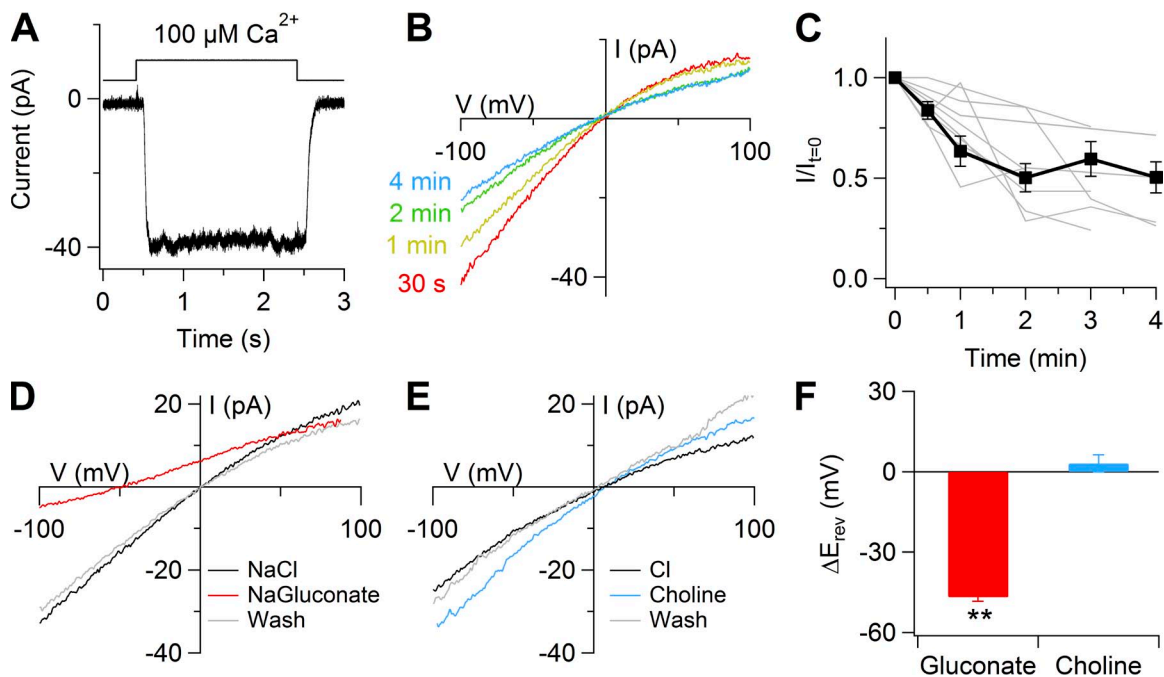 A
100 µM Ca2+
Current (pA)
0
-40
0
1
2
3
Time (s)
B
I (pA)
V (mV)
-100
100
4 min
2 min
1 min
30 s
-40
C
I/It=0
1.0
0.5
0.0
0
1
2
3
4
Time (min)
D
20
I (pA)
V (mV)
-100
100
-20
-40
NaCl
NaGluconate
Wash
E
20
I (pA)
V (mV)
-100
100
-20
-40
Cl
Choline
Wash
F
ΔErev (mV)
30
0
-30
-60
**
Gluconate
Choline